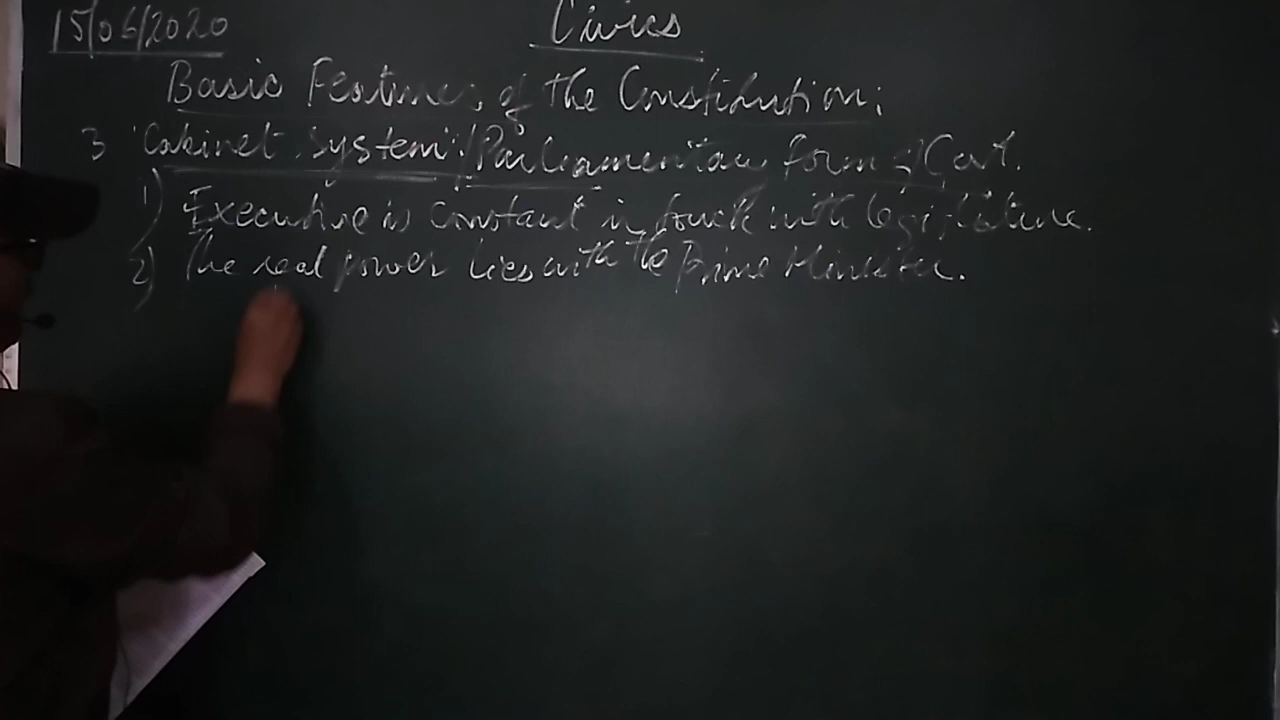 15/06/2020
Civics
Basic Features of the Constitution:
3 Cabinet System:/Parliamentary form of Govt.
1) Executive is constant in touch with legislature.
2) The real power lies with the Prime Minister.